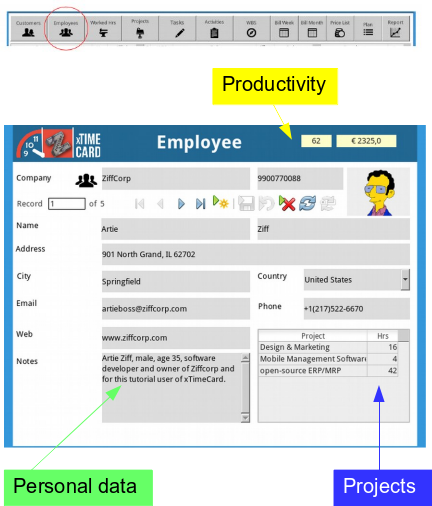 Customers Employees Worked Hrs Projects Tasks Activities WBS Bill Week Bill Month Price List Plan Report
Productivity
11
10
9
xTIME
CARD
Employee
62 € 2325,0
Company ZiffCorp 9900770088
Record 1 of 5
Name Artie Ziff
Address 901 North Grand, IL 62702
City Springfield Country United States
Email artieboss@ziffcorp.com Phone +1(217)522-6670
Web www.ziffcorp.com
Project Hrs
Design & Marketing 16
Mobile Management Software 4
open-source ERP/MRP 42
Notes Artie Ziff, male, age 35, software
developer and owner of Ziffcorp and
for this tutorial user of xTimeCard.
Personal data Projects